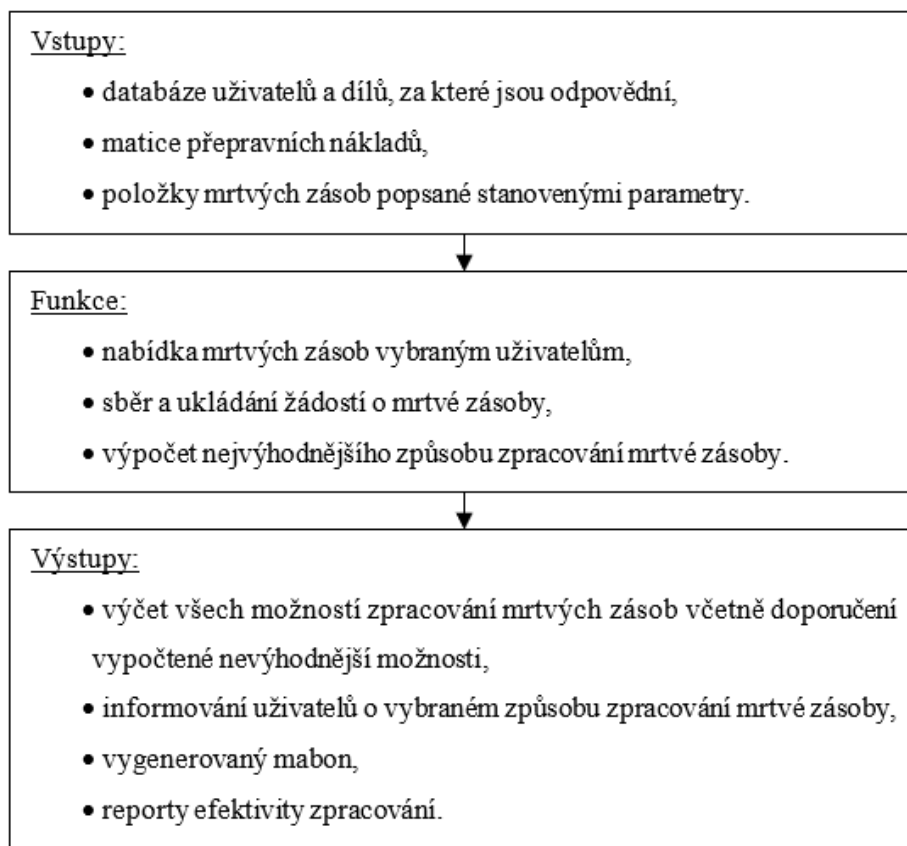 Vstupy:
• databáze uživatelů a dílů, za které jsou odpovědní,
• matice přepravních nákladů,
• položky mrtvých zásob popsané stanovenými parametry.
Funkce:
• nabídka mrtvých zásob vybraným uživatelům,
• sběr a ukládání žádostí o mrtvé zásoby,
• výpočet nejvýhodnějšího způsobu zpracování mrtvé zásoby.
Výstupy:
• výčet všech možností zpracování mrtvých zásob včetně doporučení
vypočtené nevýhodnější možnosti,
• informování uživatelů o vybraném způsobu zpracování mrtvé zásoby,
• vygenerovaný mabon,
• reporty efektivity zpracování.